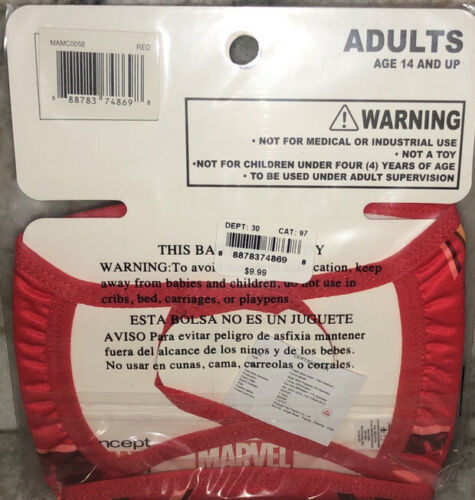 MAMC0058 RED
8 88783 74869 8
ADULTS
AGE 14 AND UP
WARNING
• NOT FOR MEDICAL OR INDUSTRIAL USE
• NOT A TOY
•NOT FOR CHILDREN UNDER FOUR (4) YEARS OF AGE
• TO BE USED UNDER ADULT SUPERVISION
DEPT: 30 CAT: 97
8 8878374869 8
$9.99
THIS BA Y
WARNING:To avoi cation, keep
away from babies and children, do not use in
cribs, bed, carriages, or playpens.
ESTA BOLSA NO ES UN JUGUETE
AVISO Para evitar peligro de asfixia mantener
fuera del alcance de los ninos y de los bebes.
No usar en cunas, cama, carreolas o corrales.
ncept
MARVEL